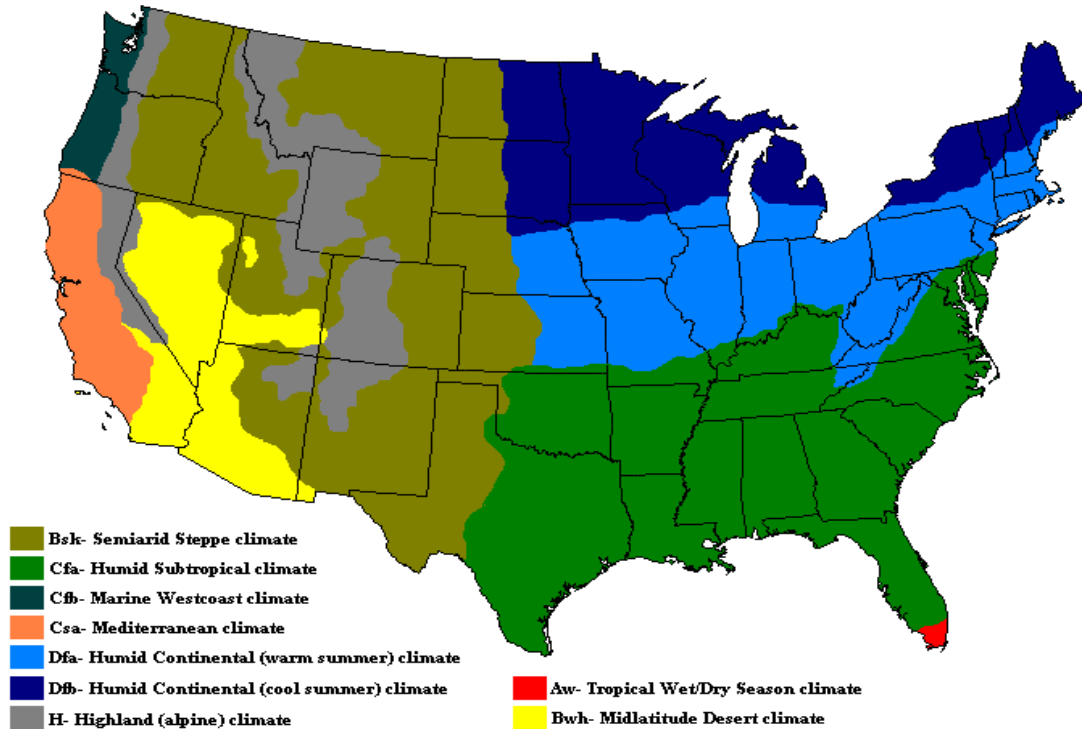 Bsk- Semiarid Steppe climate
Cfa- Humid Subtropical climate
Cfb- Marine Westcoast climate
Csa- Mediterranean climate
Dfa- Humid Continental (warm summer) climate
Dfb- Humid Continental (cool summer) climate
H- Highland (alpine) climate
Aw- Tropical Wet/Dry Season climate
Bwh- Midlatitude Desert climate